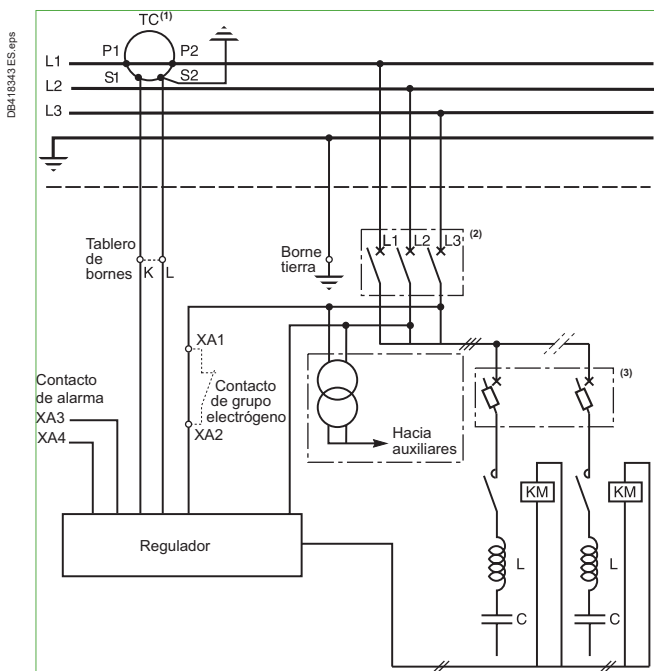 DB418343 ES.eps
TC(1)
P1 P2
L1
S1 S2
L2
L3
L1 L2 L3 (2)
Tablero
de
bornes
K L
Borne
tierra
XA1
(3)
Contacto
de alarma
Contacto
de grupo
electrógeno
XA3
XA4
XA2
Hacia
auxiliares
KM KM
Regulador
L L
C C